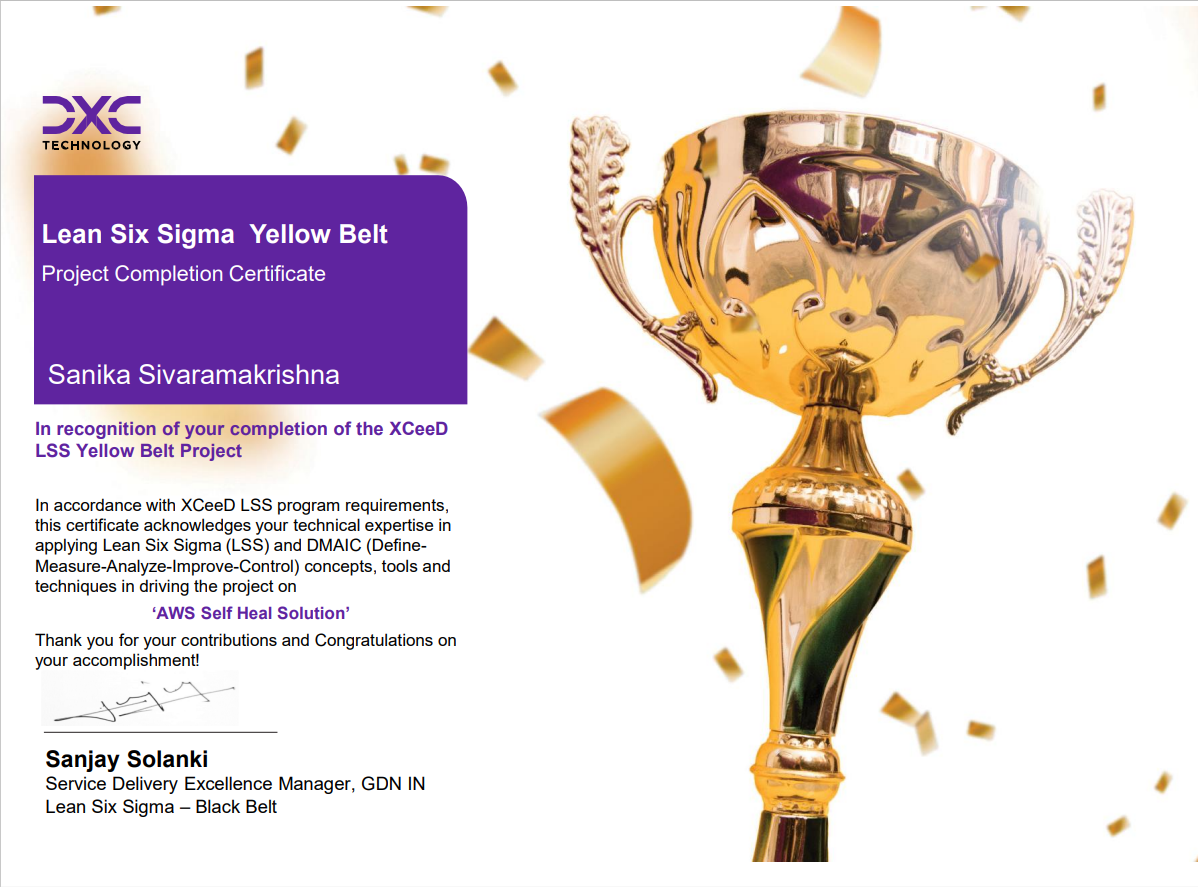 DXC
TECHNOLOGY
Lean Six Sigma  Yellow Belt
Project Completion Certificate
Sanika Sivaramakrishna
In recognition of your completion of the XCeeD
LSS Yellow Belt Project
In accordance with XCeeD LSS program requirements,
this certificate acknowledges your technical expertise in
applying Lean Six Sigma (LSS) and DMAIC (Define-
Measure-Analyze-Improve-Control) concepts, tools and
techniques in driving the project on
‘AWS Self Heal Solution’
Thank you for your contributions and Congratulations on
your accomplishment!
Sanjay Solanki
Service Delivery Excellence Manager, GDN IN
Lean Six Sigma – Black Belt